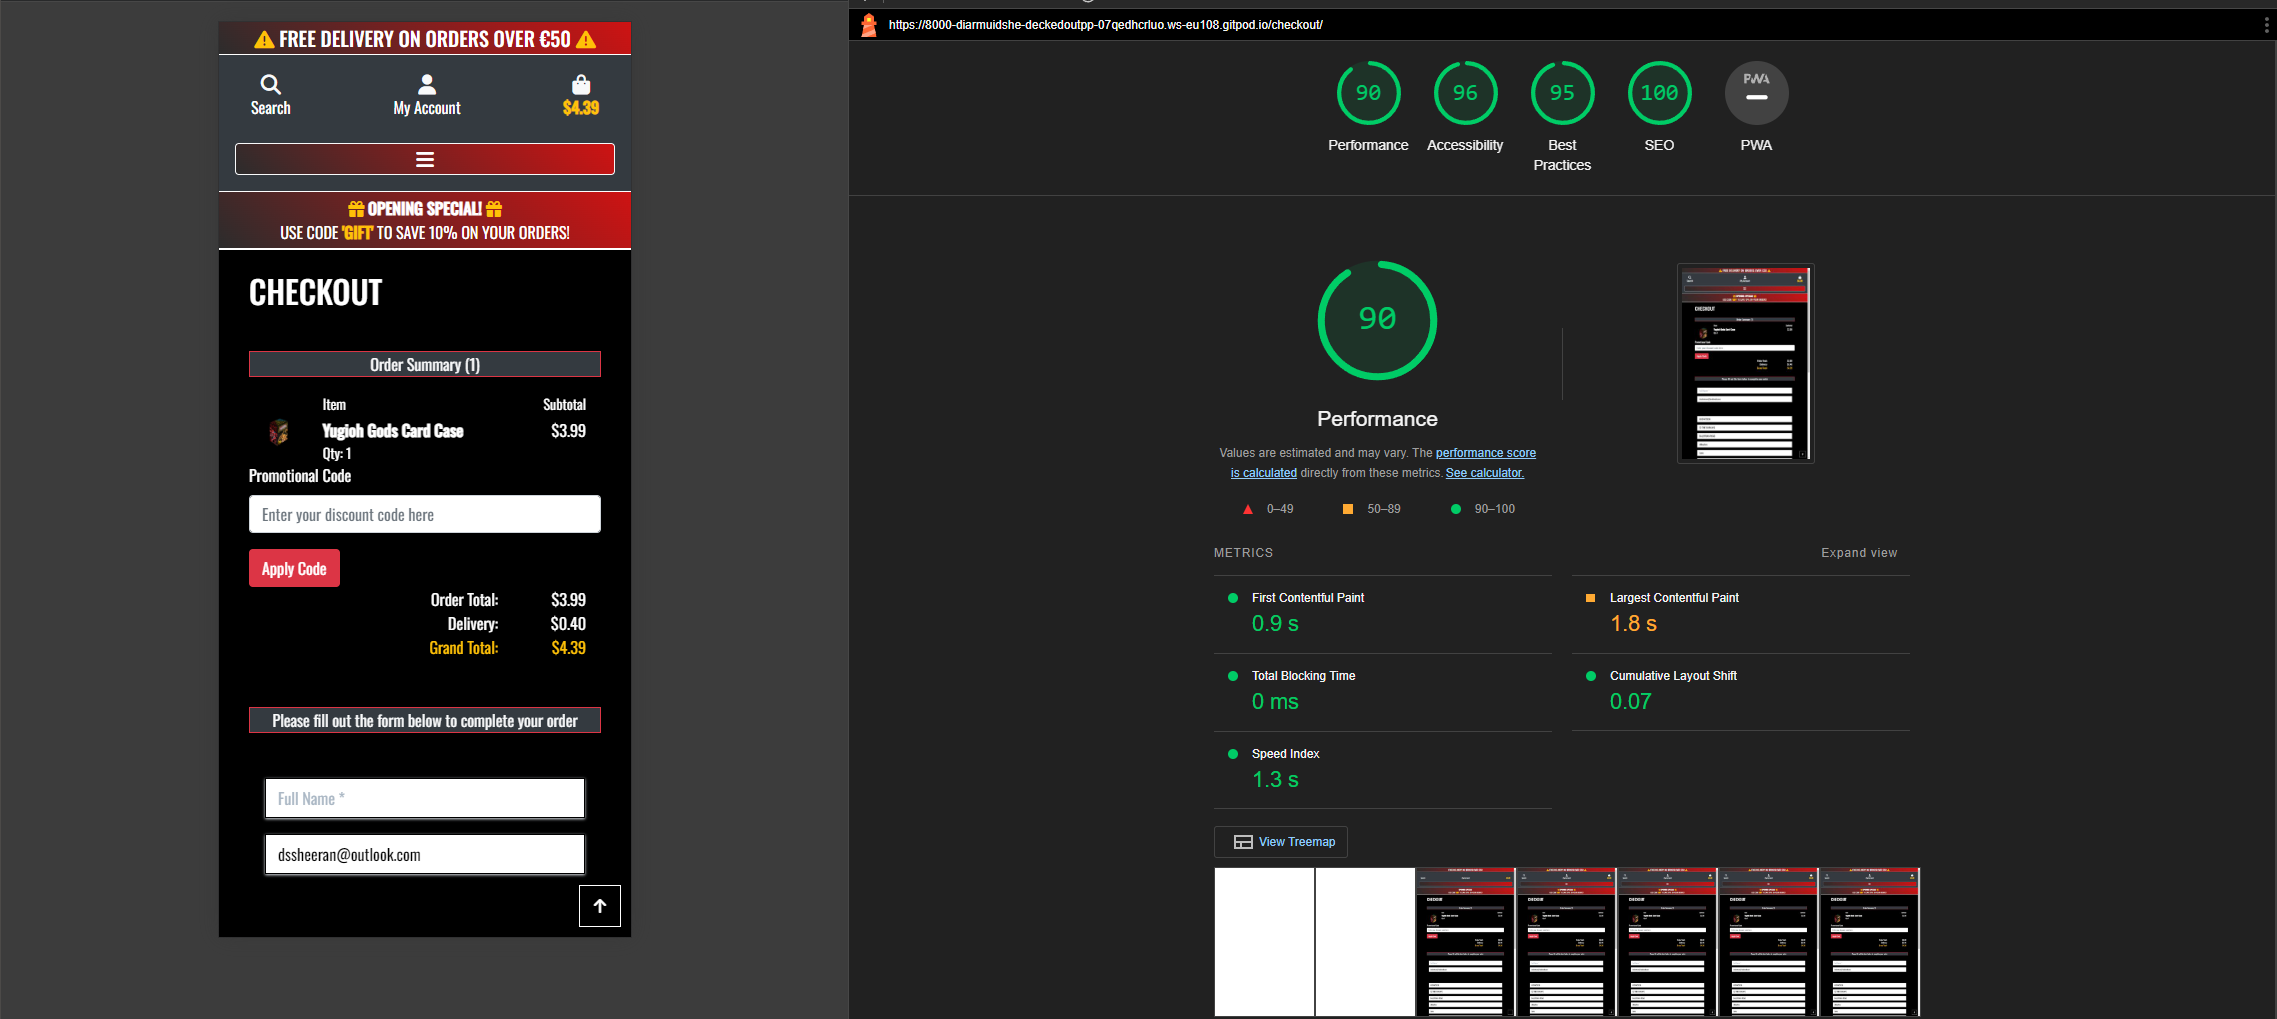 FREE DELIVERY ON ORDERS OVER €50
Search
My Account
$4.39
OPENING SPECIAL!
USE CODE 'GIFT' TO SAVE 10% ON YOUR ORDERS!
CHECKOUT
Order Summary (1)
Item Subtotal
Yugioh Gods Card Case $3.99
Qty: 1
Promotional Code
Enter your discount code here
Apply Code
Order Total: $3.99
Delivery: $0.40
Grand Total: $4.39
Please fill out the form below to complete your order
Full Name *
dssheeran@outlook.com
https://8000-diarmuidshe-deckedoutpp-07qedhcrluo.ws-eu108.gitpod.io/checkout/
90
Performance
96
Accessibility
95
Best
Practices
100
SEO
PWA
PWA
90
Performance
Values are estimated and may vary. The performance score
is calculated directly from these metrics. See calculator.
0–49
50–89
90–100
METRICS
Expand view
First Contentful Paint
0.9 s
Largest Contentful Paint
1.8 s
Total Blocking Time
0 ms
Cumulative Layout Shift
0.07
Speed Index
1.3 s
View Treemap
CHECKOUT